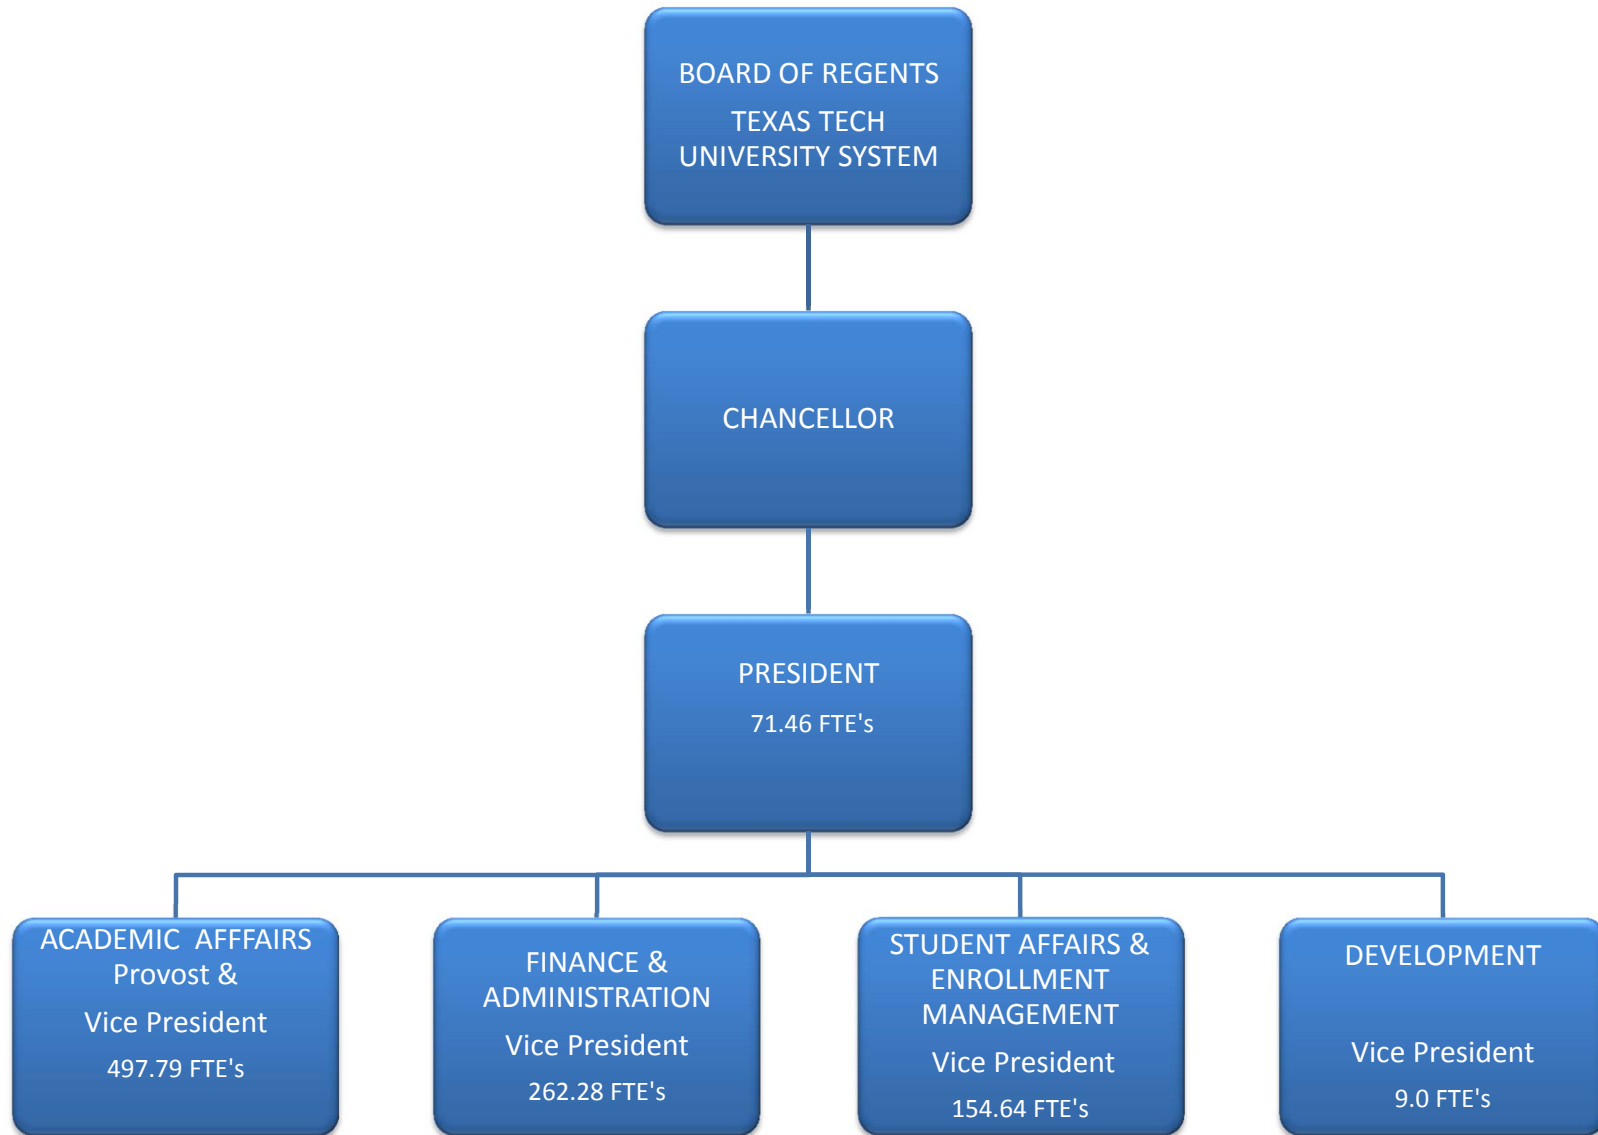 BOARD OF REGENTS
TEXAS TECH
UNIVERSITY SYSTEM
CHANCELLOR
PRESIDENT
71.46 FTE's
ACADEMIC  AFFFAIRS
Provost &
Vice President
497.79 FTE's
FINANCE &
ADMINISTRATION
Vice President
262.28 FTE's
STUDENT AFFAIRS &
ENROLLMENT
MANAGEMENT
Vice President
154.64 FTE's
DEVELOPMENT
Vice President
9.0 FTE's